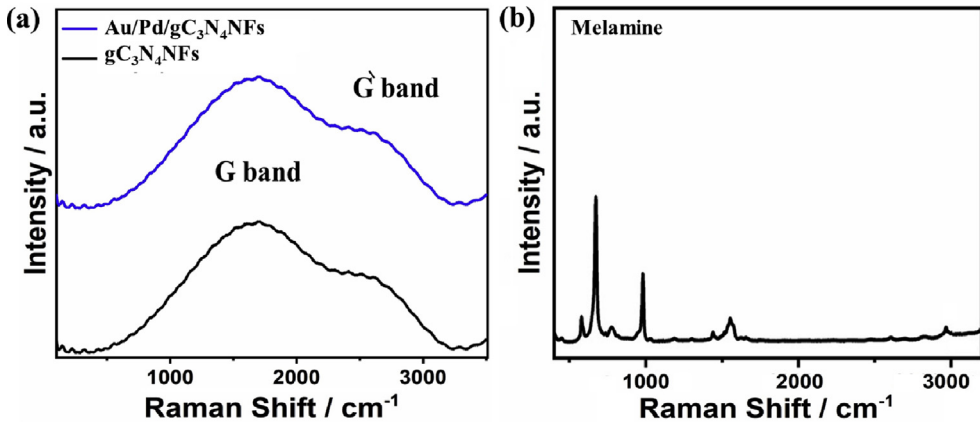 (a)
Au/Pd/gC₃N₄NFs
gC₃N₄NFs
G` band
G band
Intensity / a.u.
1000 2000 3000
Raman Shift / cm⁻¹
(b)
Melamine
Intensity / a.u.
1000 2000 3000
Raman Shift / cm⁻¹